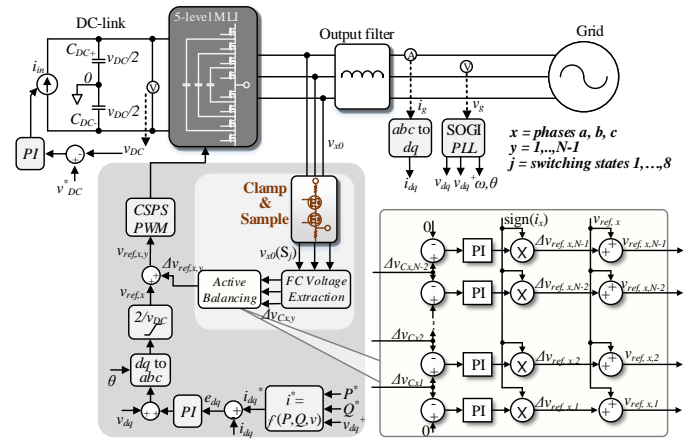 DC-link
5-level MLI
Output filter
Grid
C_DC+
v_DC/2
i_in
0
V
C_DC-
v_DC/2
A
V
i_g
v_g
PI
v_DC
v*_DC
v_x0
abc to
dq
SOGI
PLL
i_dq
v_dq v_dq+ ω,θ
x = phases a, b, c
y = 1,..,N-1
j = switching states 1,…,8
CSPS
PWM
Clamp
&
Sample
v_ref,x,y
Δv_ref,x,y
v_x0(S_j)
v_ref,x
Active
Balancing
FC Voltage
Extraction
Δv_Cx,y
2/v_DC
dq to
abc
θ
v_dq
PI
e_dq
i_dq*
i_dq
i*=
f(P,Q,v)
P*
Q*
v_dq+
0
sign(i_x)
v_ref, x
PI
X
Δv_ref, x,N-1
v_ref,x,N-1
Δv_Cx,N-2
PI
X
Δv_ref, x,N-2
v_ref,x,N-2
Δv_Cx2
PI
X
Δv_ref, x,2
v_ref,x,2
Δv_Cx1
PI
X
Δv_ref,x,1
v_ref,x,1
0